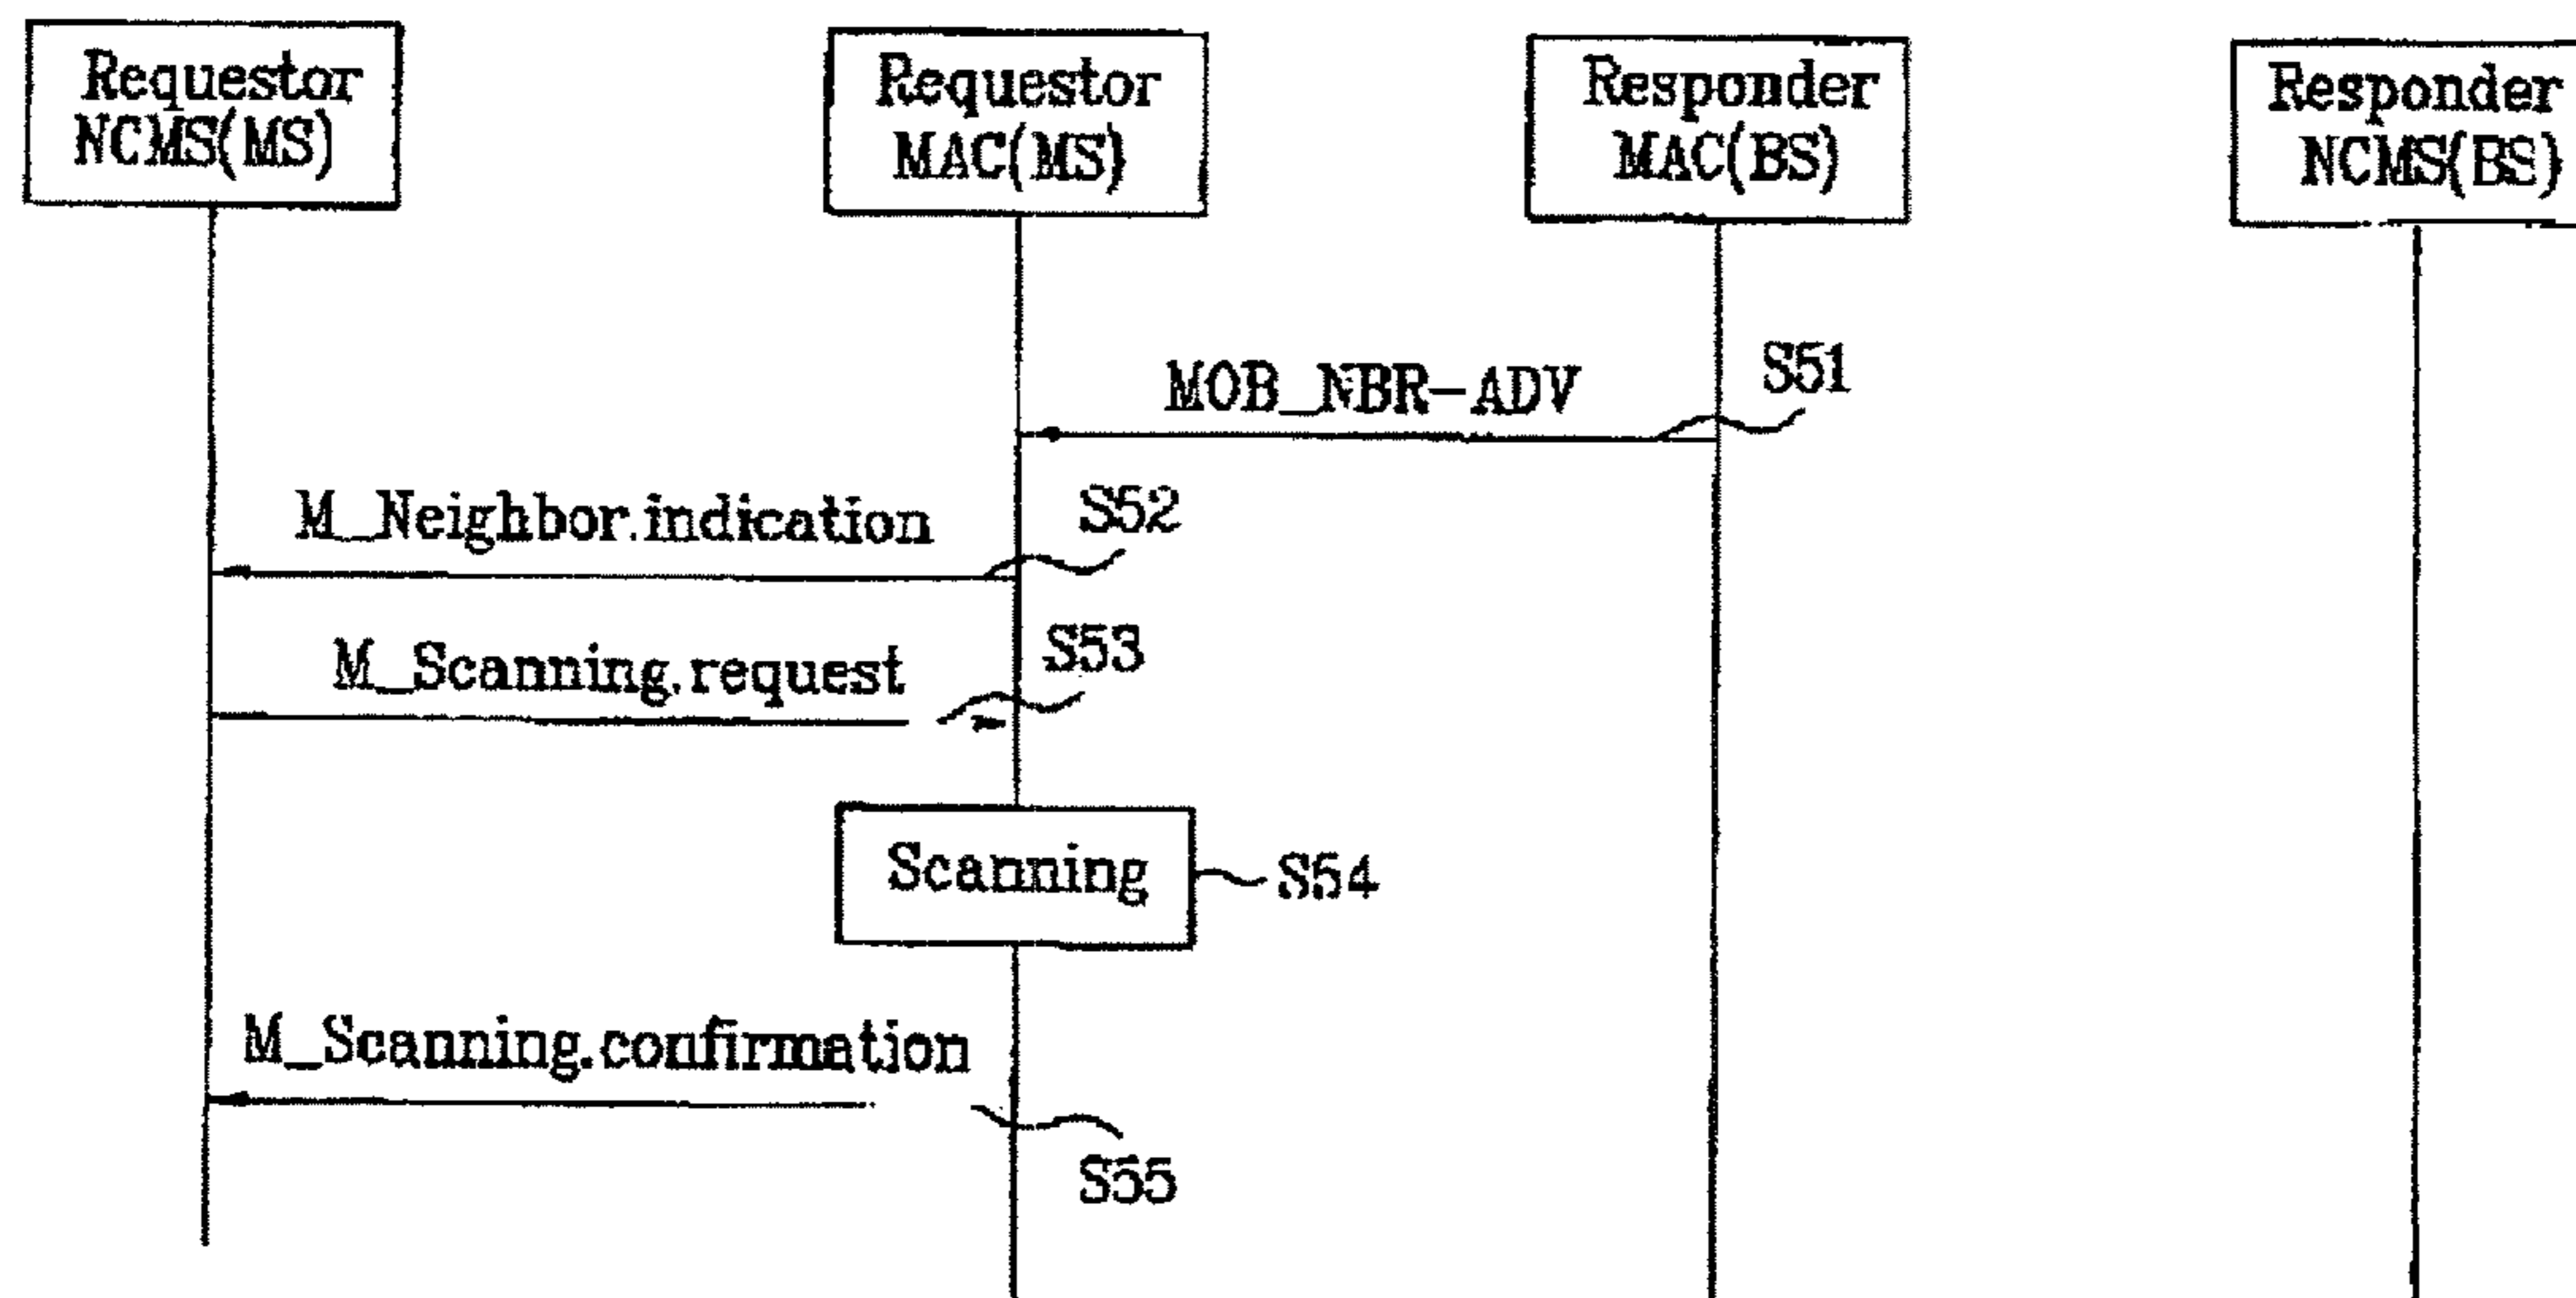 Requestor
NCMS(MS)
Requestor
MAC(MS)
Responder
MAC(BS)
Responder
NCMS(BS)
MOB_NBR-ADV
S51
M_Neighbor.indication
S52
M_Scanning.request
S53
Scanning
S54
M_Scanning.confirmation
S55